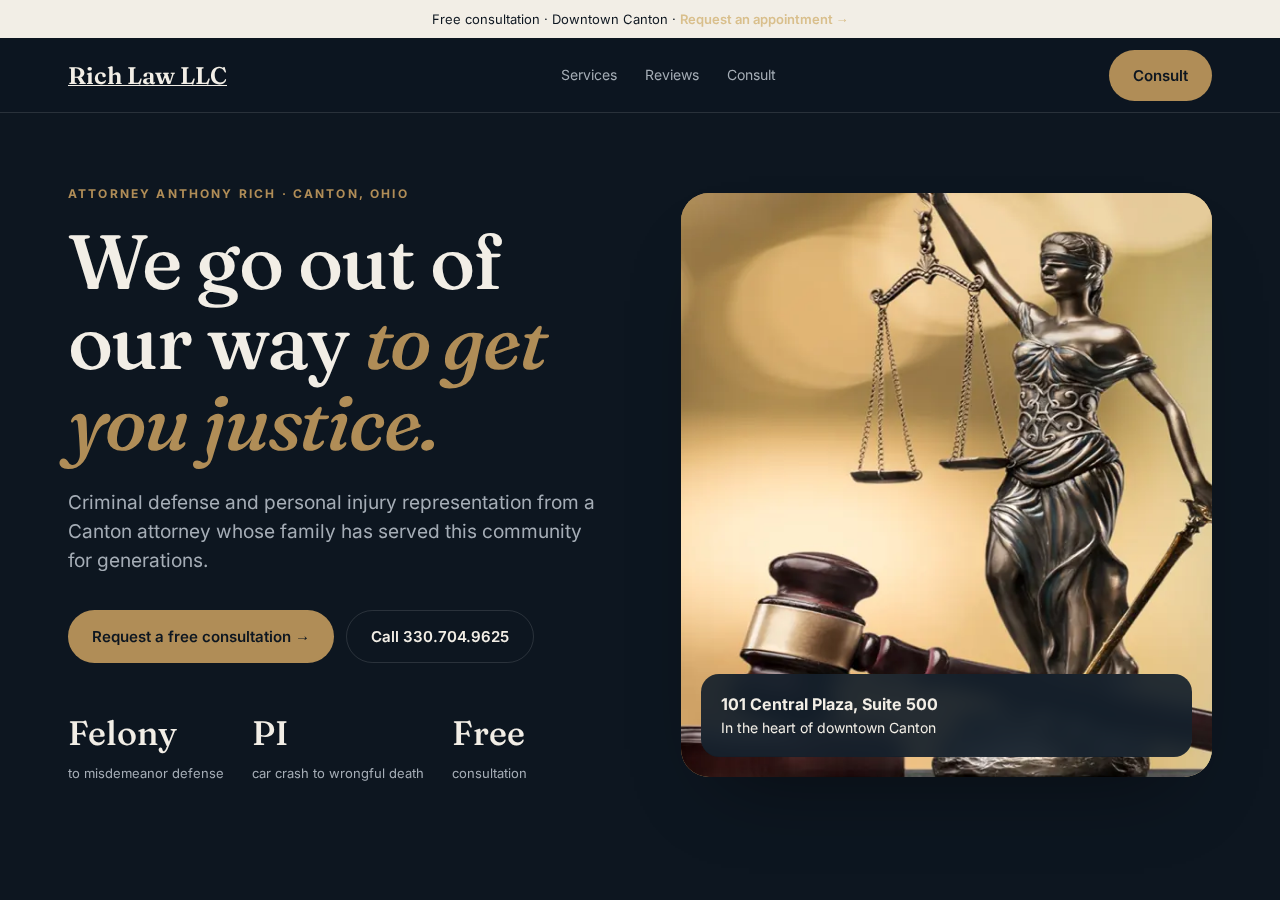 Free consultation · Downtown Canton · Request an appointment →
Rich Law LLC
Services
Reviews
Consult
Consult
ATTORNEY ANTHONY RICH · CANTON, OHIO
We go out of
our way to get
you justice.
Criminal defense and personal injury representation from a
Canton attorney whose family has served this community
for generations.
Request a free consultation →
Call 330.704.9625
Felony
to misdemeanor defense
PI
car crash to wrongful death
Free
consultation
101 Central Plaza, Suite 500
In the heart of downtown Canton